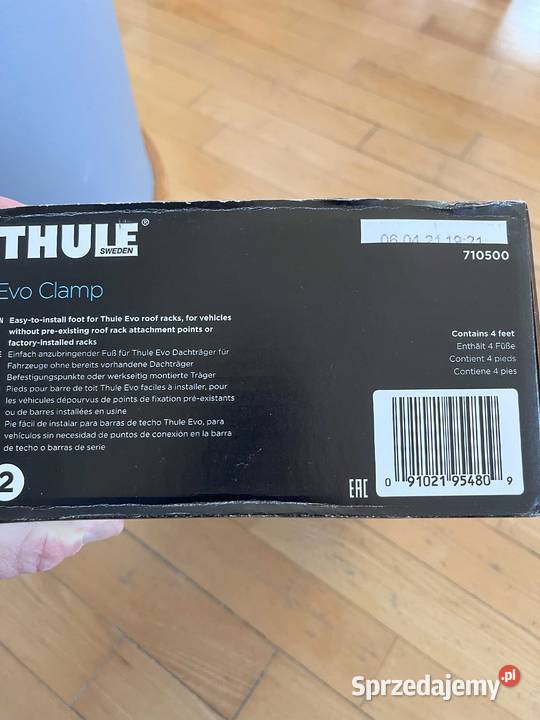 THULE®
SWEDEN
06.04.21 19:21
710500
Evo Clamp
Easy-to-install foot for Thule Evo roof racks, for vehicles
without pre-existing roof rack attachment points or
factory-installed racks
Einfach anzubringender Fuß für Thule Evo Dachträger für
Fahrzeuge ohne bereits vorhandene Dachträger
Befestigungspunkte oder werkseitig montierte Träger
Pieds pour barre de toit Thule Evo faciles à installer, pour
les véhicules dépourvus de points de fixation pré-existants
ou de barres installées en usine
Pie fácil de instalar para barras de techo Thule Evo, para
vehículos sin necesidad de puntos de conexión en la barra
de techo o barras de serie
Contains 4 feet
Enthält 4 Füße
Contient 4 pieds
Contiene 4 pies
2
EAC
0 91021 95480 9
Sprzedajemy.pl